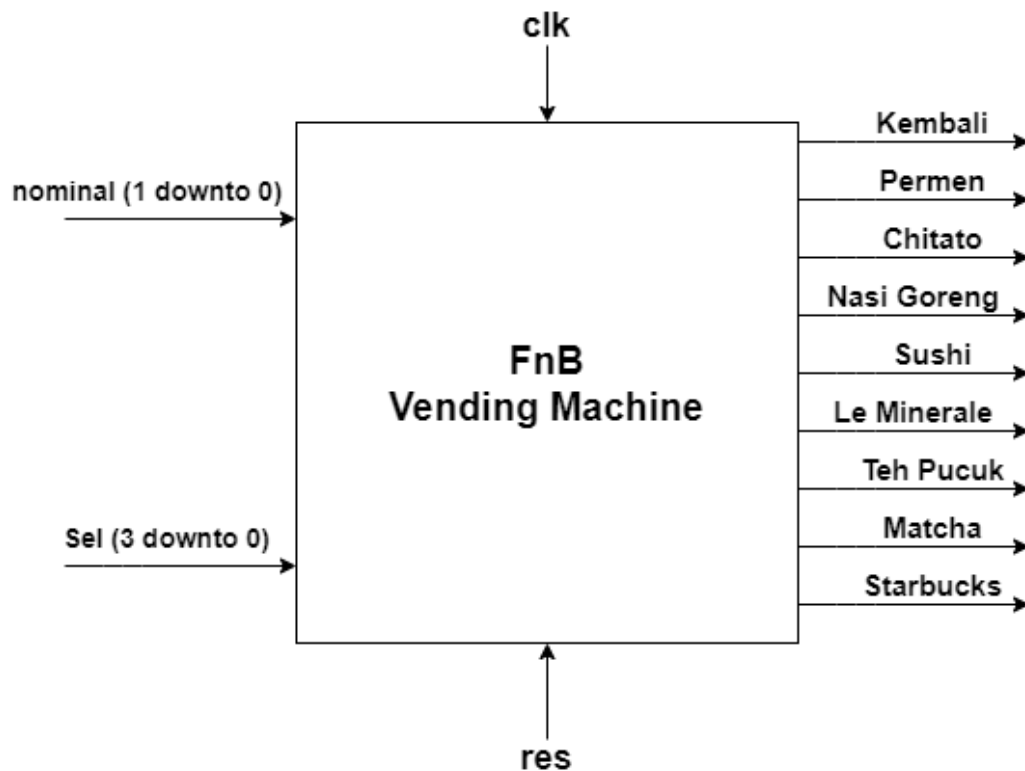 clk
nominal (1 downto 0)
Sel (3 downto 0)
FnB
Vending Machine
Kembali
Permen
Chitato
Nasi Goreng
Sushi
Le Minerale
Teh Pucuk
Matcha
Starbucks
res